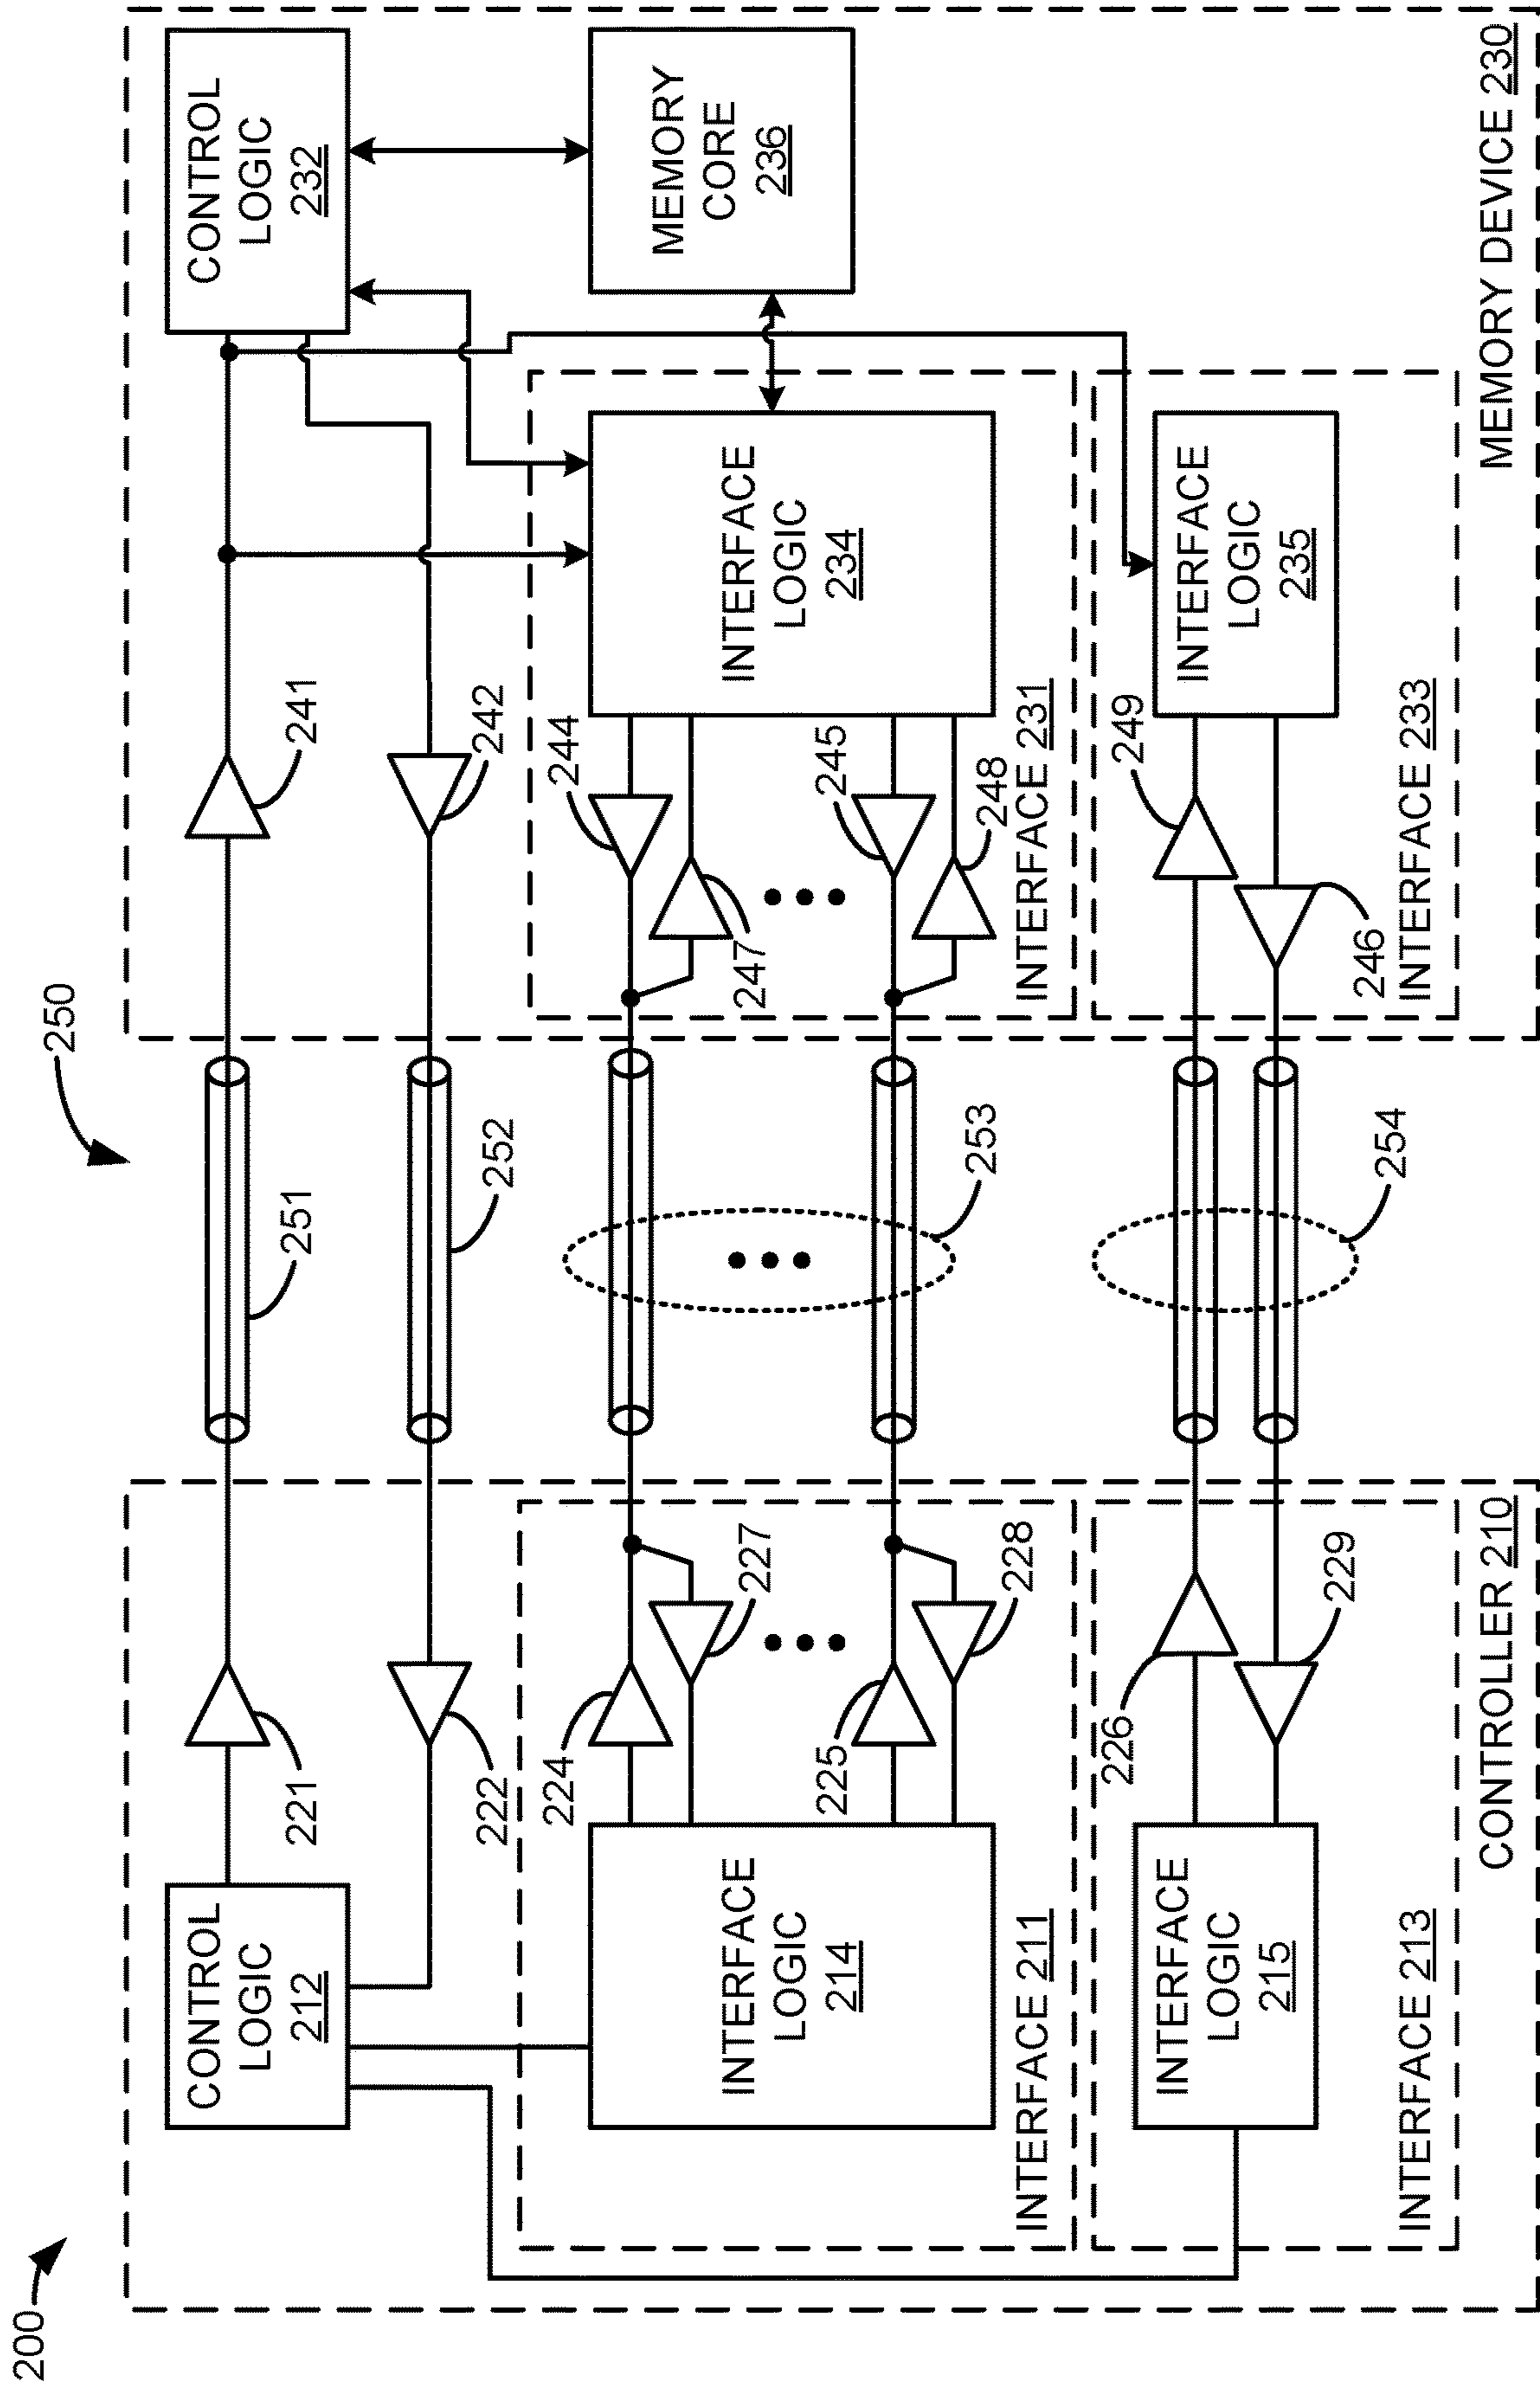 200
250
CONTROL
LOGIC
212
221
222
251
252
241
242
CONTROL
LOGIC
232
INTERFACE
LOGIC
214
224
227
225
228
INTERFACE 211
253
244
247
245
248
INTERFACE
LOGIC
234
INTERFACE 231
MEMORY
CORE
236
INTERFACE
LOGIC
215
226
229
INTERFACE 213
254
249
246
INTERFACE
LOGIC
235
INTERFACE 233
CONTROLLER 210
MEMORY DEVICE 230